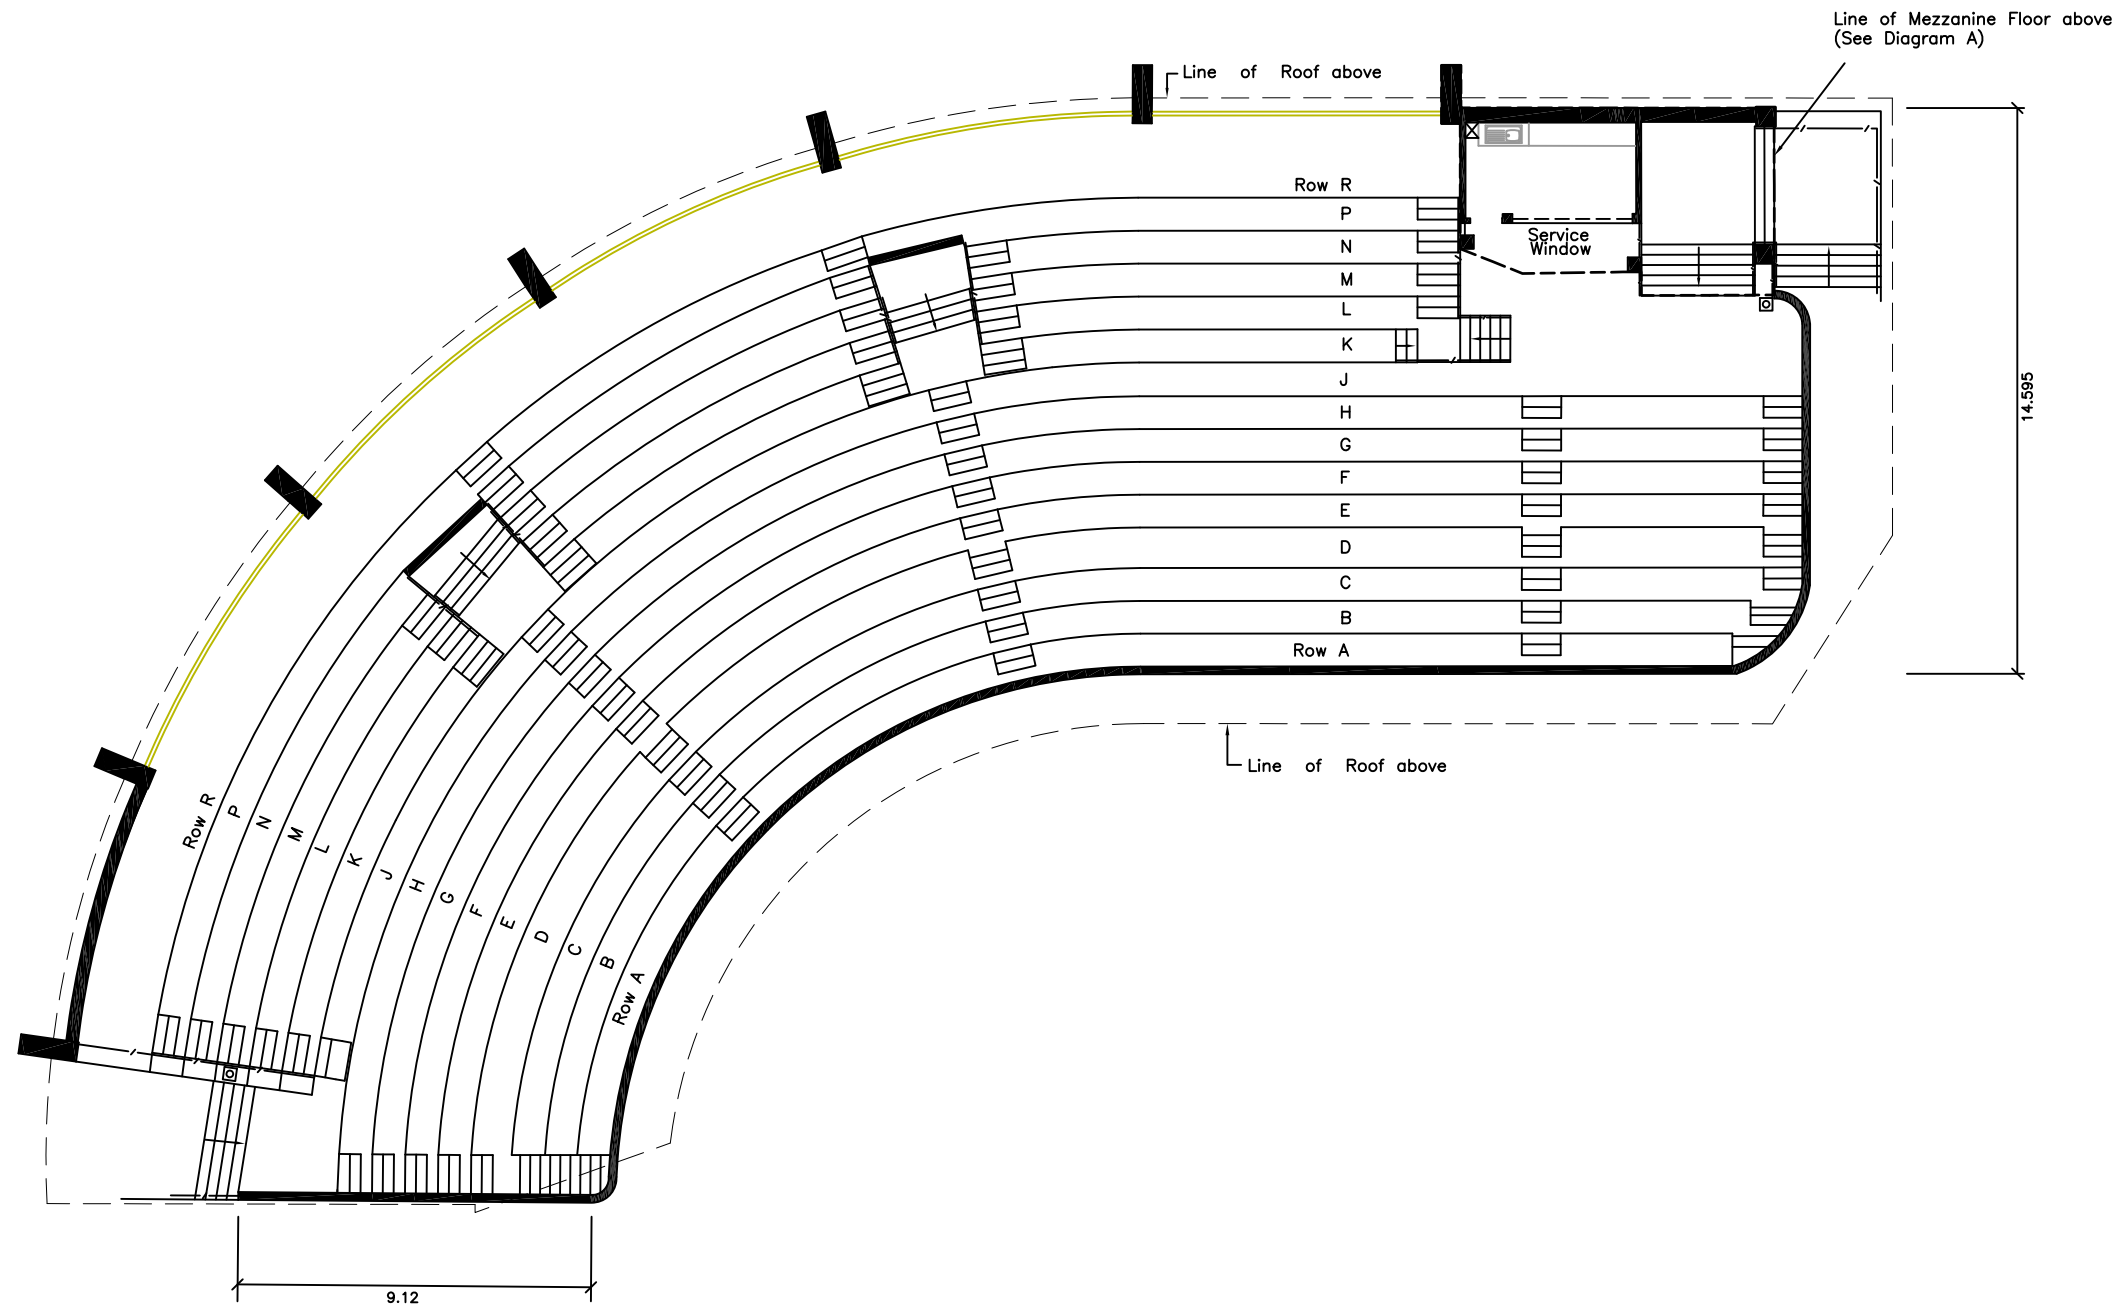 Line of Mezzanine Floor above
(See Diagram A)
Line of Roof above
Row R
P
N
M
L
K
J
H
G
F
E
D
C
B
Row A
Service
Window
14.595
Line of Roof above
Row R
P
N
M
L
K
J
H
G
F
E
D
C
B
Row A
9.12